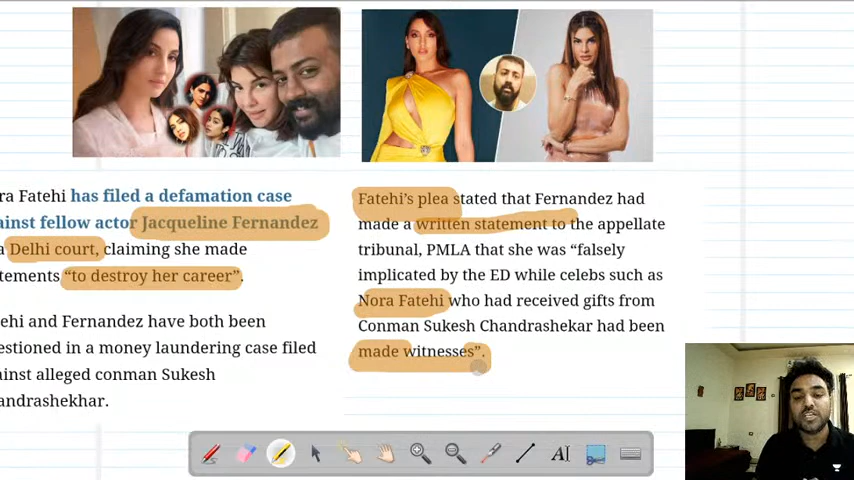 ra Fatehi has filed a defamation case
ainst fellow actor Jacqueline Fernandez
a Delhi court, claiming she made
tements “to destroy her career”.
ehi and Fernandez have both been
estioned in a money laundering case filed
ainst alleged conman Sukesh
andrashekhar.
Fatehi’s plea stated that Fernandez had
made a written statement to the appellate
tribunal, PMLA that she was “falsely
implicated by the ED while celebs such as
Nora Fatehi who had received gifts from
Conman Sukesh Chandrashekar had been
made witnesses”.
AI